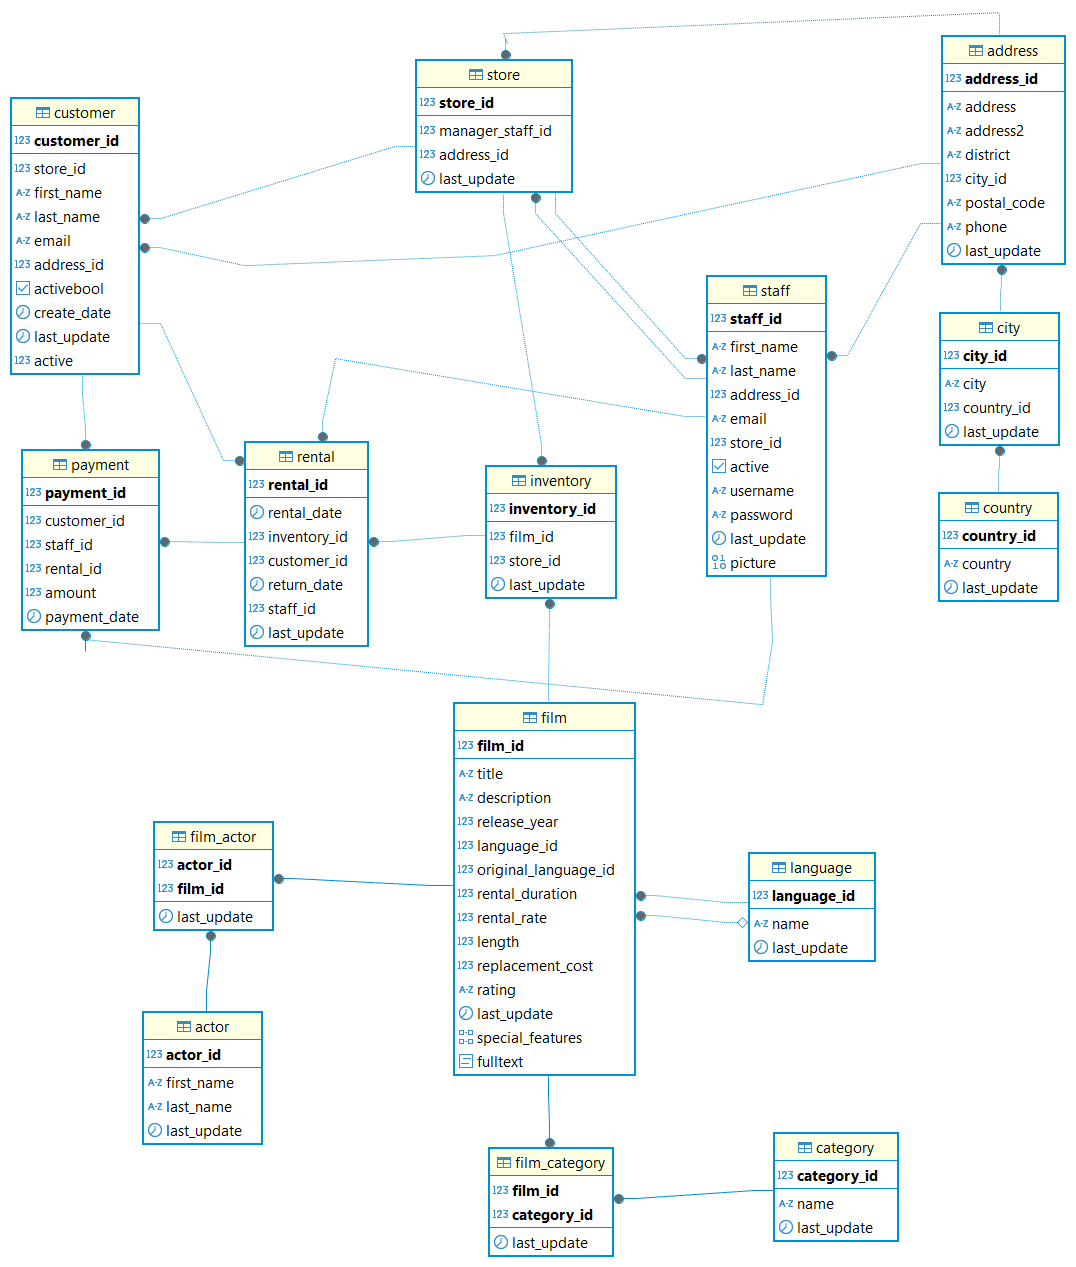 store
123 store_id
123 manager_staff_id
123 address_id
last_update
address
123 address_id
A-Z address
A-Z address2
A-Z district
123 city_id
A-Z postal_code
A-Z phone
last_update
customer
123 customer_id
123 store_id
A-Z first_name
A-Z last_name
A-Z email
123 address_id
activebool
create_date
last_update
123 active
staff
123 staff_id
A-Z first_name
A-Z last_name
123 address_id
A-Z email
123 store_id
active
A-Z username
A-Z password
last_update
picture
city
123 city_id
A-Z city
123 country_id
last_update
payment
123 payment_id
123 customer_id
123 staff_id
123 rental_id
123 amount
payment_date
rental
123 rental_id
rental_date
123 inventory_id
123 customer_id
return_date
123 staff_id
last_update
inventory
123 inventory_id
123 film_id
123 store_id
last_update
country
123 country_id
A-Z country
last_update
film
123 film_id
A-Z title
A-Z description
123 release_year
123 language_id
123 original_language_id
123 rental_duration
123 rental_rate
123 length
123 replacement_cost
A-Z rating
last_update
special_features
fulltext
film_actor
123 actor_id
123 film_id
last_update
language
123 language_id
A-Z name
last_update
actor
123 actor_id
A-Z first_name
A-Z last_name
last_update
film_category
123 film_id
123 category_id
last_update
category
123 category_id
A-Z name
last_update